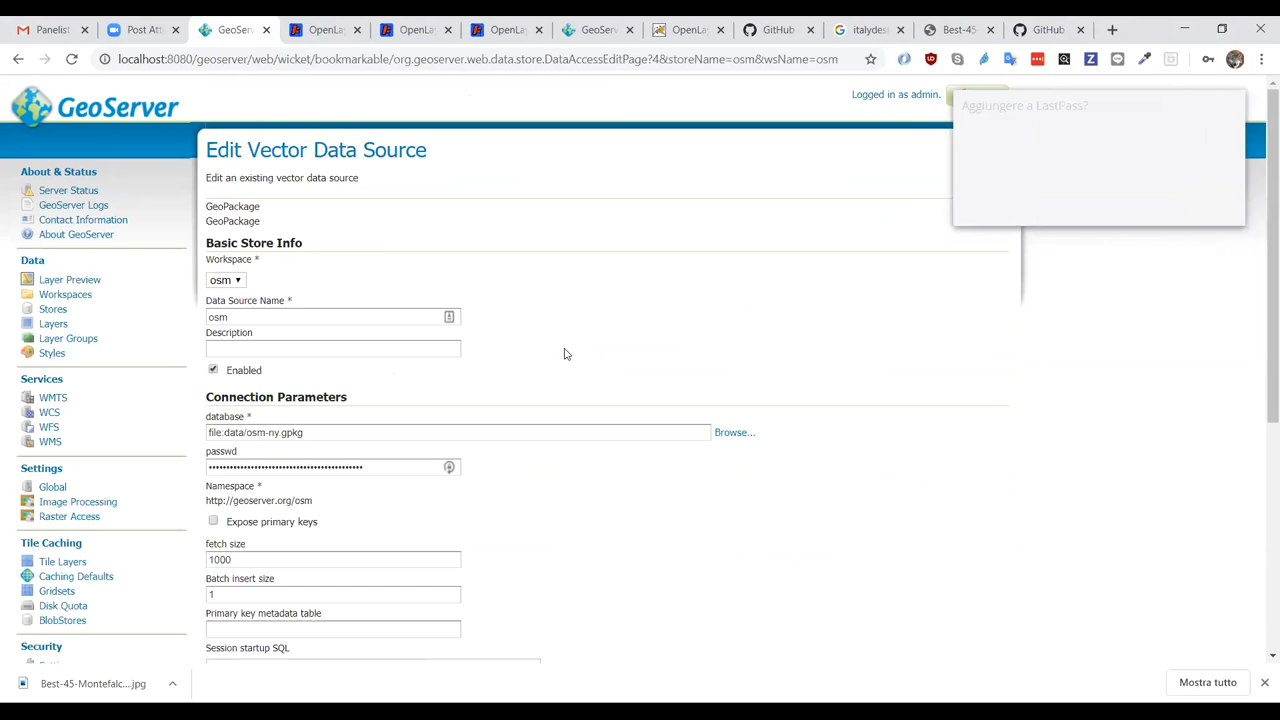 Panelist
Post Att
GeoServ
OpenLay
OpenLay
OpenLay
GeoServ
OpenLay
GitHub
italydes
Best-45
GitHub
localhost:8080/geoserver/web/wicket/bookmarkable/org.geoserver.web.data.store.DataAccessEditPage?4&storeName=osm&wsName=osm
GeoServer
Logged in as admin.
Aggiungere a LastPass?
About & Status
Server Status
GeoServer Logs
Contact Information
About GeoServer
Data
Layer Preview
Workspaces
Stores
Layers
Layer Groups
Styles
Services
WMTS
WCS
WFS
WMS
Settings
Global
Image Processing
Raster Access
Tile Caching
Tile Layers
Caching Defaults
Gridsets
Disk Quota
BlobStores
Security
Edit Vector Data Source
Edit an existing vector data source
GeoPackage
GeoPackage
Basic Store Info
Workspace *
osm
Data Source Name *
osm
Description
Enabled
Connection Parameters
database *
file:data/osm-ny.gpkg
Browse...
passwd
Namespace *
http://geoserver.org/osm
Expose primary keys
fetch size
1000
Batch insert size
1
Primary key metadata table
Session startup SQL
Best-45-Montefalc....jpg
Mostra tutto